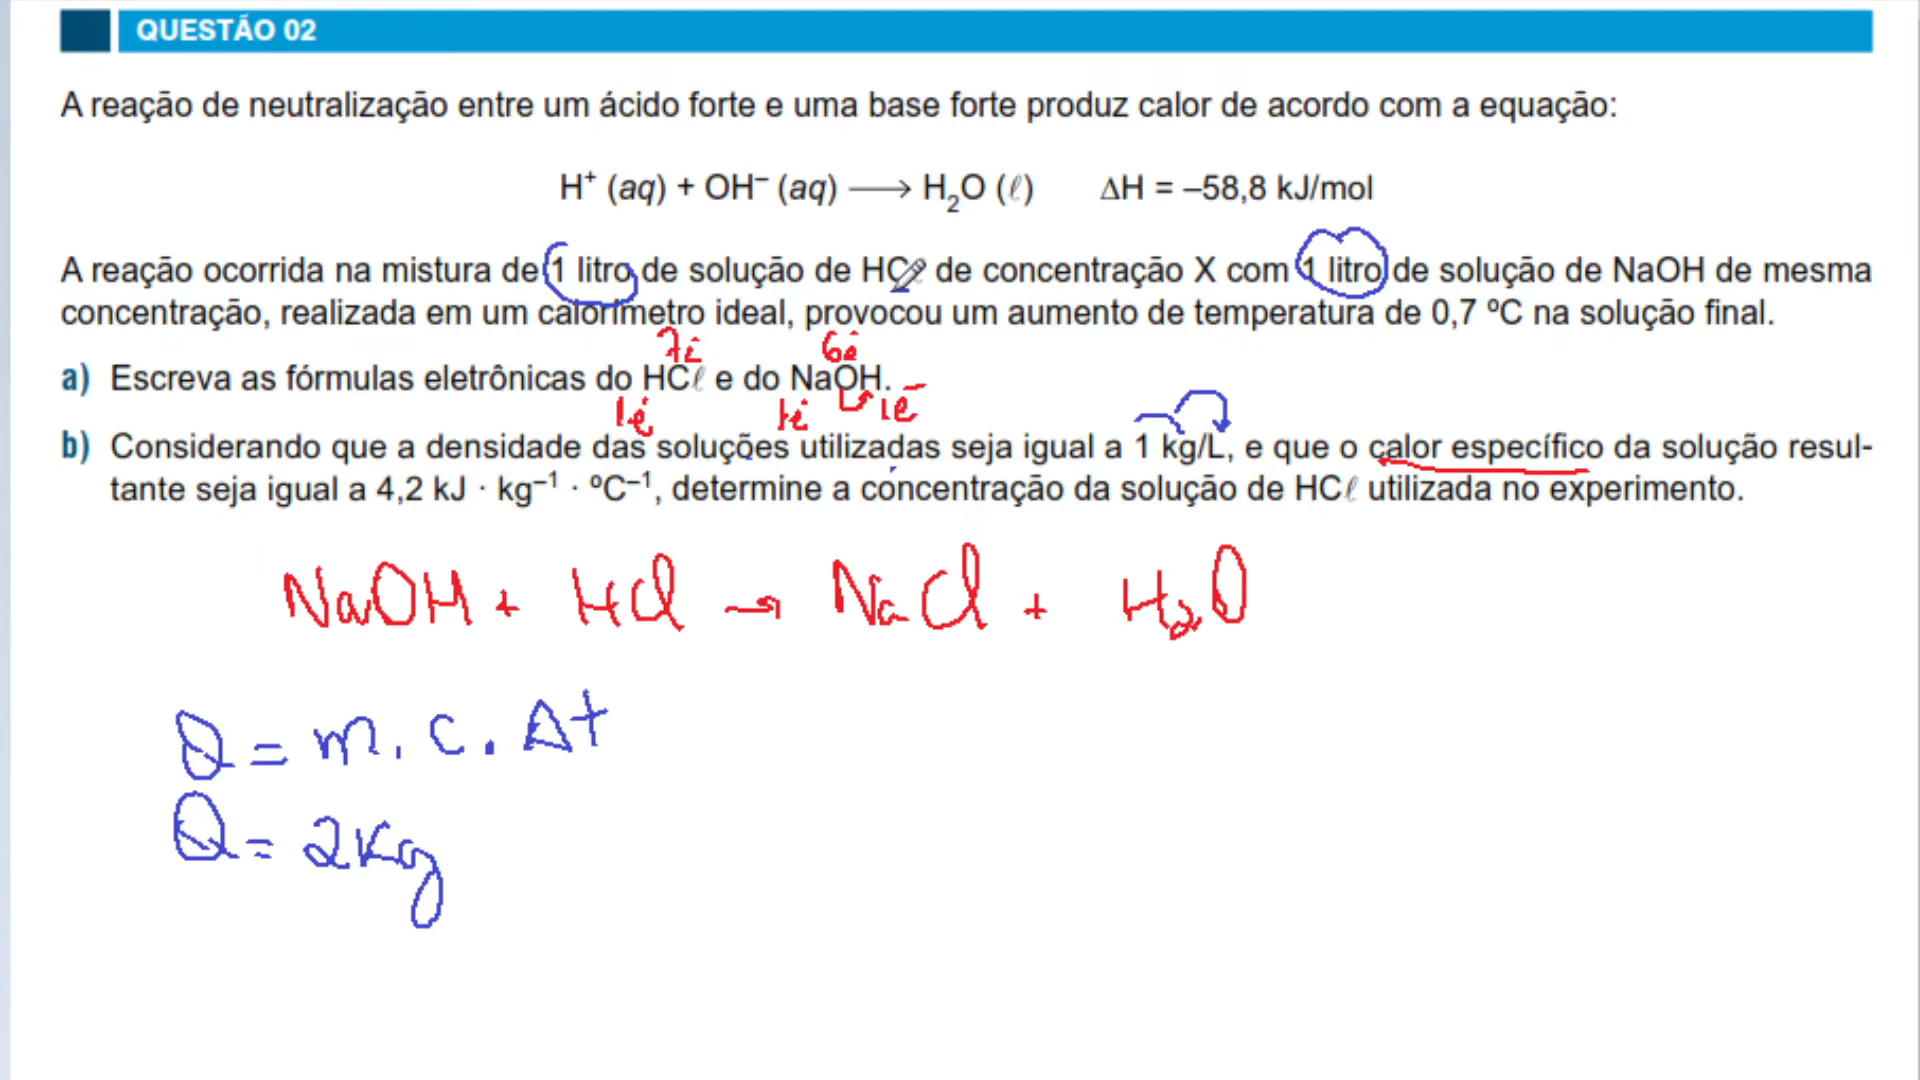 QUESTÃO 02
A reação de neutralização entre um ácido forte e uma base forte produz calor de acordo com a equação:
H⁺ (aq) + OH⁻ (aq) ⟶ H₂O (ℓ) ΔH = –58,8 kJ/mol
A reação ocorrida na mistura de 1 litro de solução de HCℓ de concentração X com 1 litro de solução de NaOH de mesma
concentração, realizada em um calorímetro ideal, provocou um aumento de temperatura de 0,7 ºC na solução final.
7é 6é
a) Escreva as fórmulas eletrônicas do HCℓ e do NaOH.
1é 1é 1é
b) Considerando que a densidade das soluções utilizadas seja igual a 1 kg/L, e que o calor específico da solução resul-
tante seja igual a 4,2 kJ · kg⁻¹ · ºC⁻¹, determine a concentração da solução de HCℓ utilizada no experimento.
NaOH + HCl → NaCl + H₂O
Q = m . c . Δt
Q = 2Kg